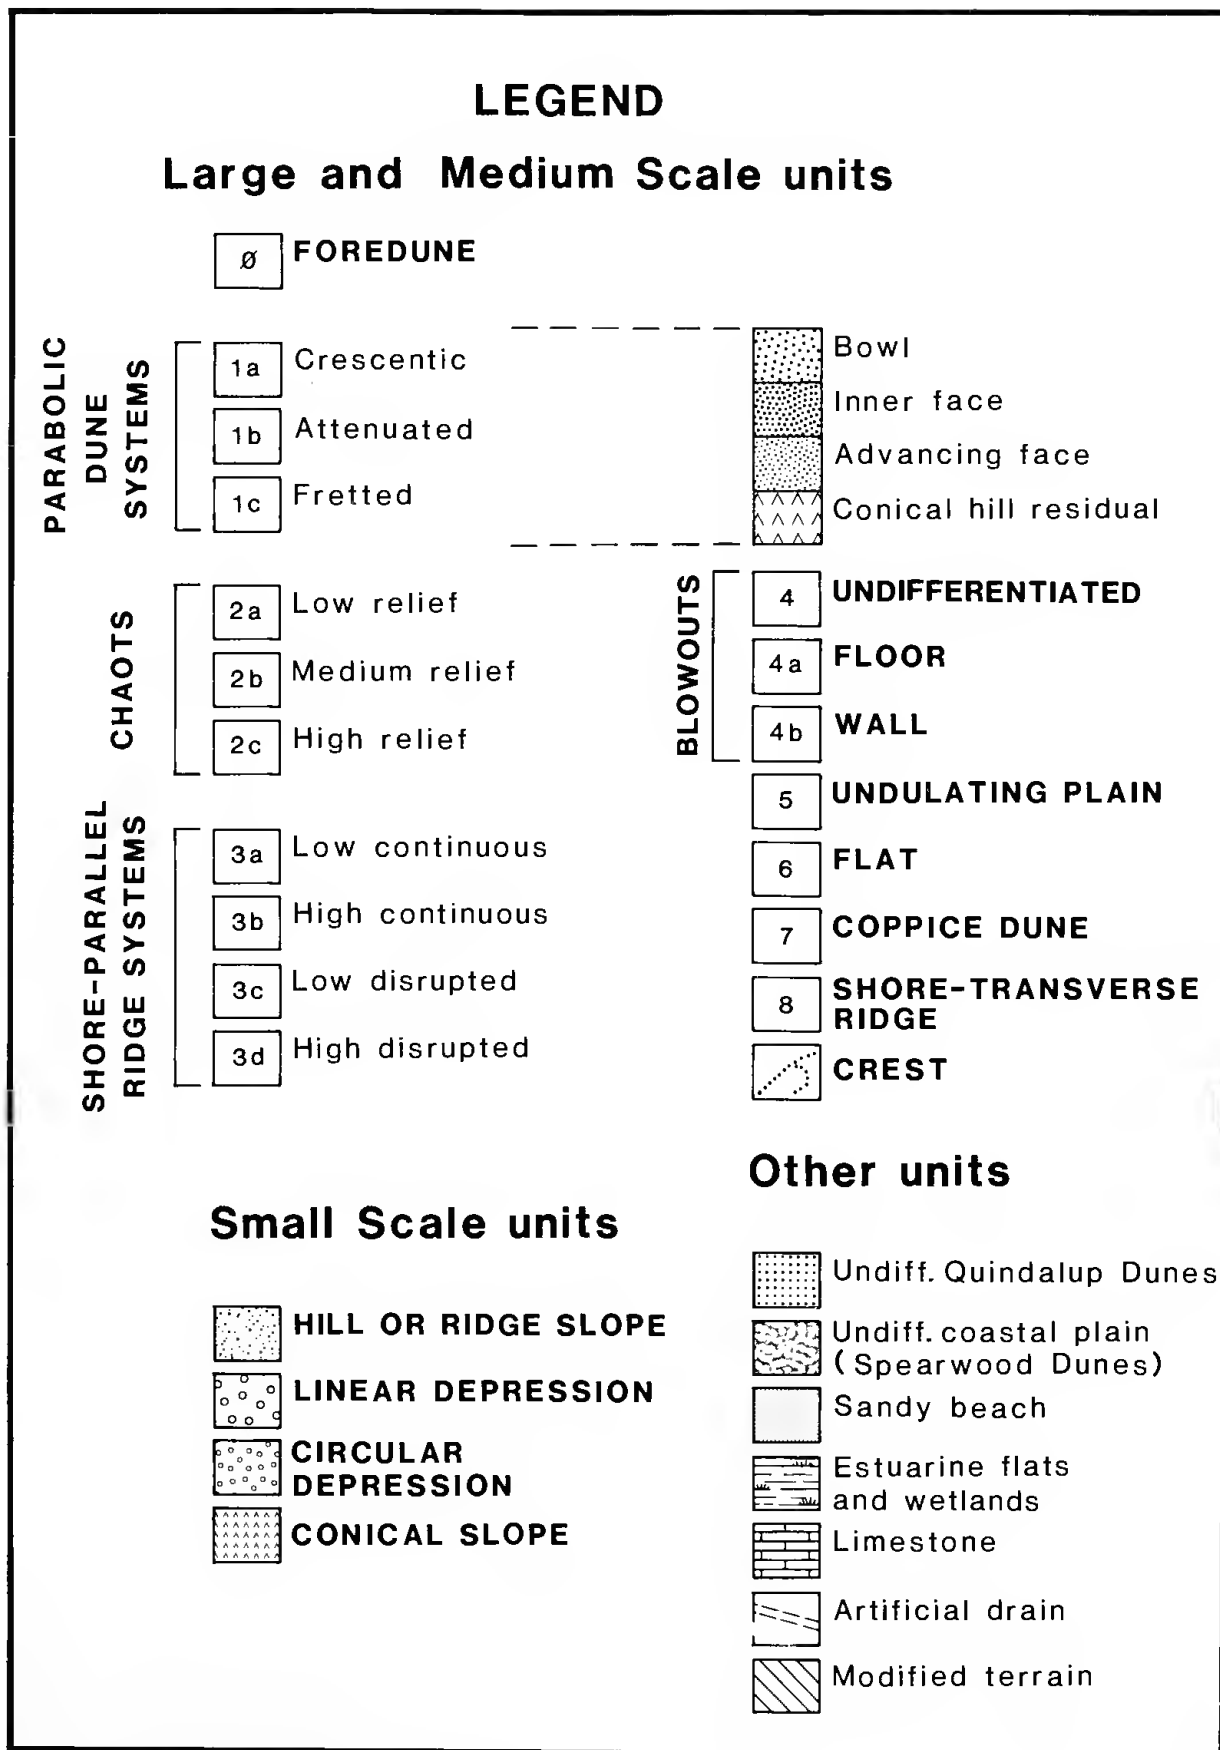 LEGEND
Large and Medium Scale units
Ø FOREDUNE
PARABOLIC
DUNE
SYSTEMS
1a Crescentic
1b Attenuated
1c Fretted
Bowl
Inner face
Advancing face
Conical hill residual
CHAOTS
2a Low relief
2b Medium relief
2c High relief
SHORE-PARALLEL
RIDGE SYSTEMS
3a Low continuous
3b High continuous
3c Low disrupted
3d High disrupted
BLOWOUTS
4 UNDIFFERENTIATED
4a FLOOR
4b WALL
5 UNDULATING PLAIN
6 FLAT
7 COPPICE DUNE
8 SHORE-TRANSVERSE
RIDGE
CREST
Small Scale units
HILL OR RIDGE SLOPE
LINEAR DEPRESSION
CIRCULAR
DEPRESSION
CONICAL SLOPE
Other units
Undiff. Quindalup Dunes
Undiff. coastal plain
(Spearwood Dunes)
Sandy beach
Estuarine flats
and wetlands
Limestone
Artificial drain
Modified terrain